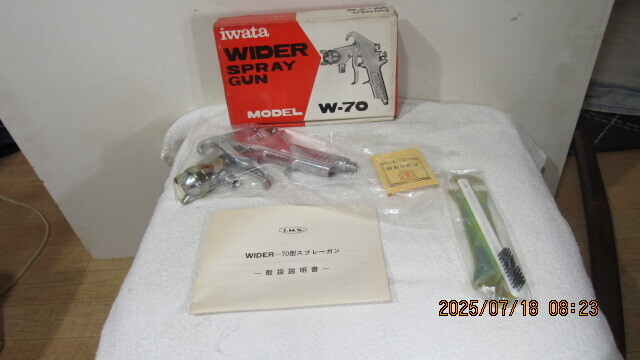 iwata
WIDER
SPRAY
GUN
MODEL W-70
I.H.S.
WIDER—70型スプレーガン
— 取扱説明書 —
2025/07/18 08:23